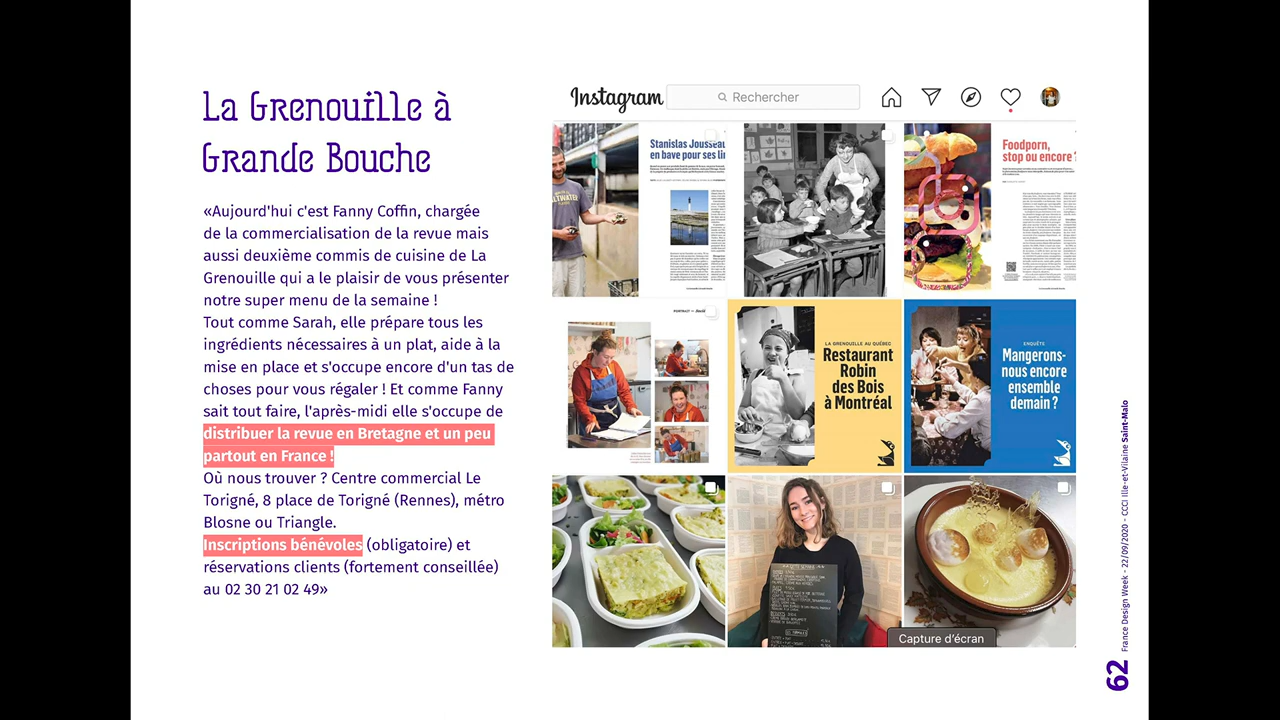 La Grenouille à
Grande Bouche
«Aujourd'hui c'est Eve Coffin, chargée
de la commercialisation de la revue mais
aussi deuxième commis de cuisine de La
Grenouille, qui a le plaisir de vous présenter
notre super menu de la semaine !
Tout comme Sarah, elle prépare tous les
ingrédients nécessaires à un plat, aide à la
mise en place et s'occupe encore d'un tas de
choses pour vous régaler ! Et comme Fanny
sait tout faire, l'après-midi elle s'occupe de
distribuer la revue en Bretagne et un peu
partout en France !
Où nous trouver ? Centre commercial Le
Torigné, 8 place de Torigné (Rennes), métro
Blosne ou Triangle.
Inscriptions bénévoles (obligatoire) et
réservations clients (fortement conseillée)
au 02 30 21 02 49»
Instagram
Rechercher
Stanislas Jousseau
en bave pour ses li
Foodporn,
stop ou encore ?
PORTRAIT
LA GRENOUILLE AU QUÉBEC
Restaurant
Robin
des Bois
à Montréal
ENQUÊTE
Mangerons-
nous encore
ensemble
demain ?
Capture d'écran
France Design Week - 22/09/2020 - CCCI Ille-et-Vilaine Saint-Malo
62